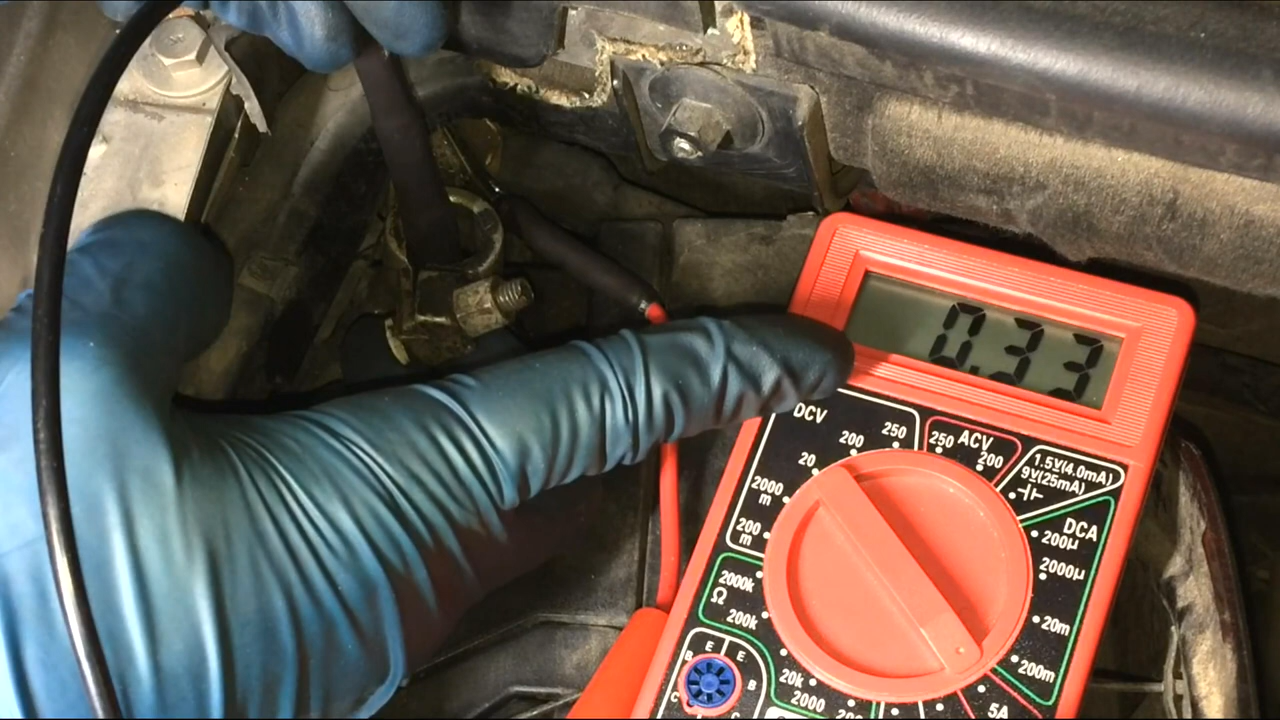 0.33
DCV
ACV
250
250
200
200
20
1.5V(4.0mA)
9V(25mA)
2000
m
DCA
200
m
200μ
2000μ
2000k
Ω
200k
20m
200m
E
E
B
B
C
20k
2000
5A